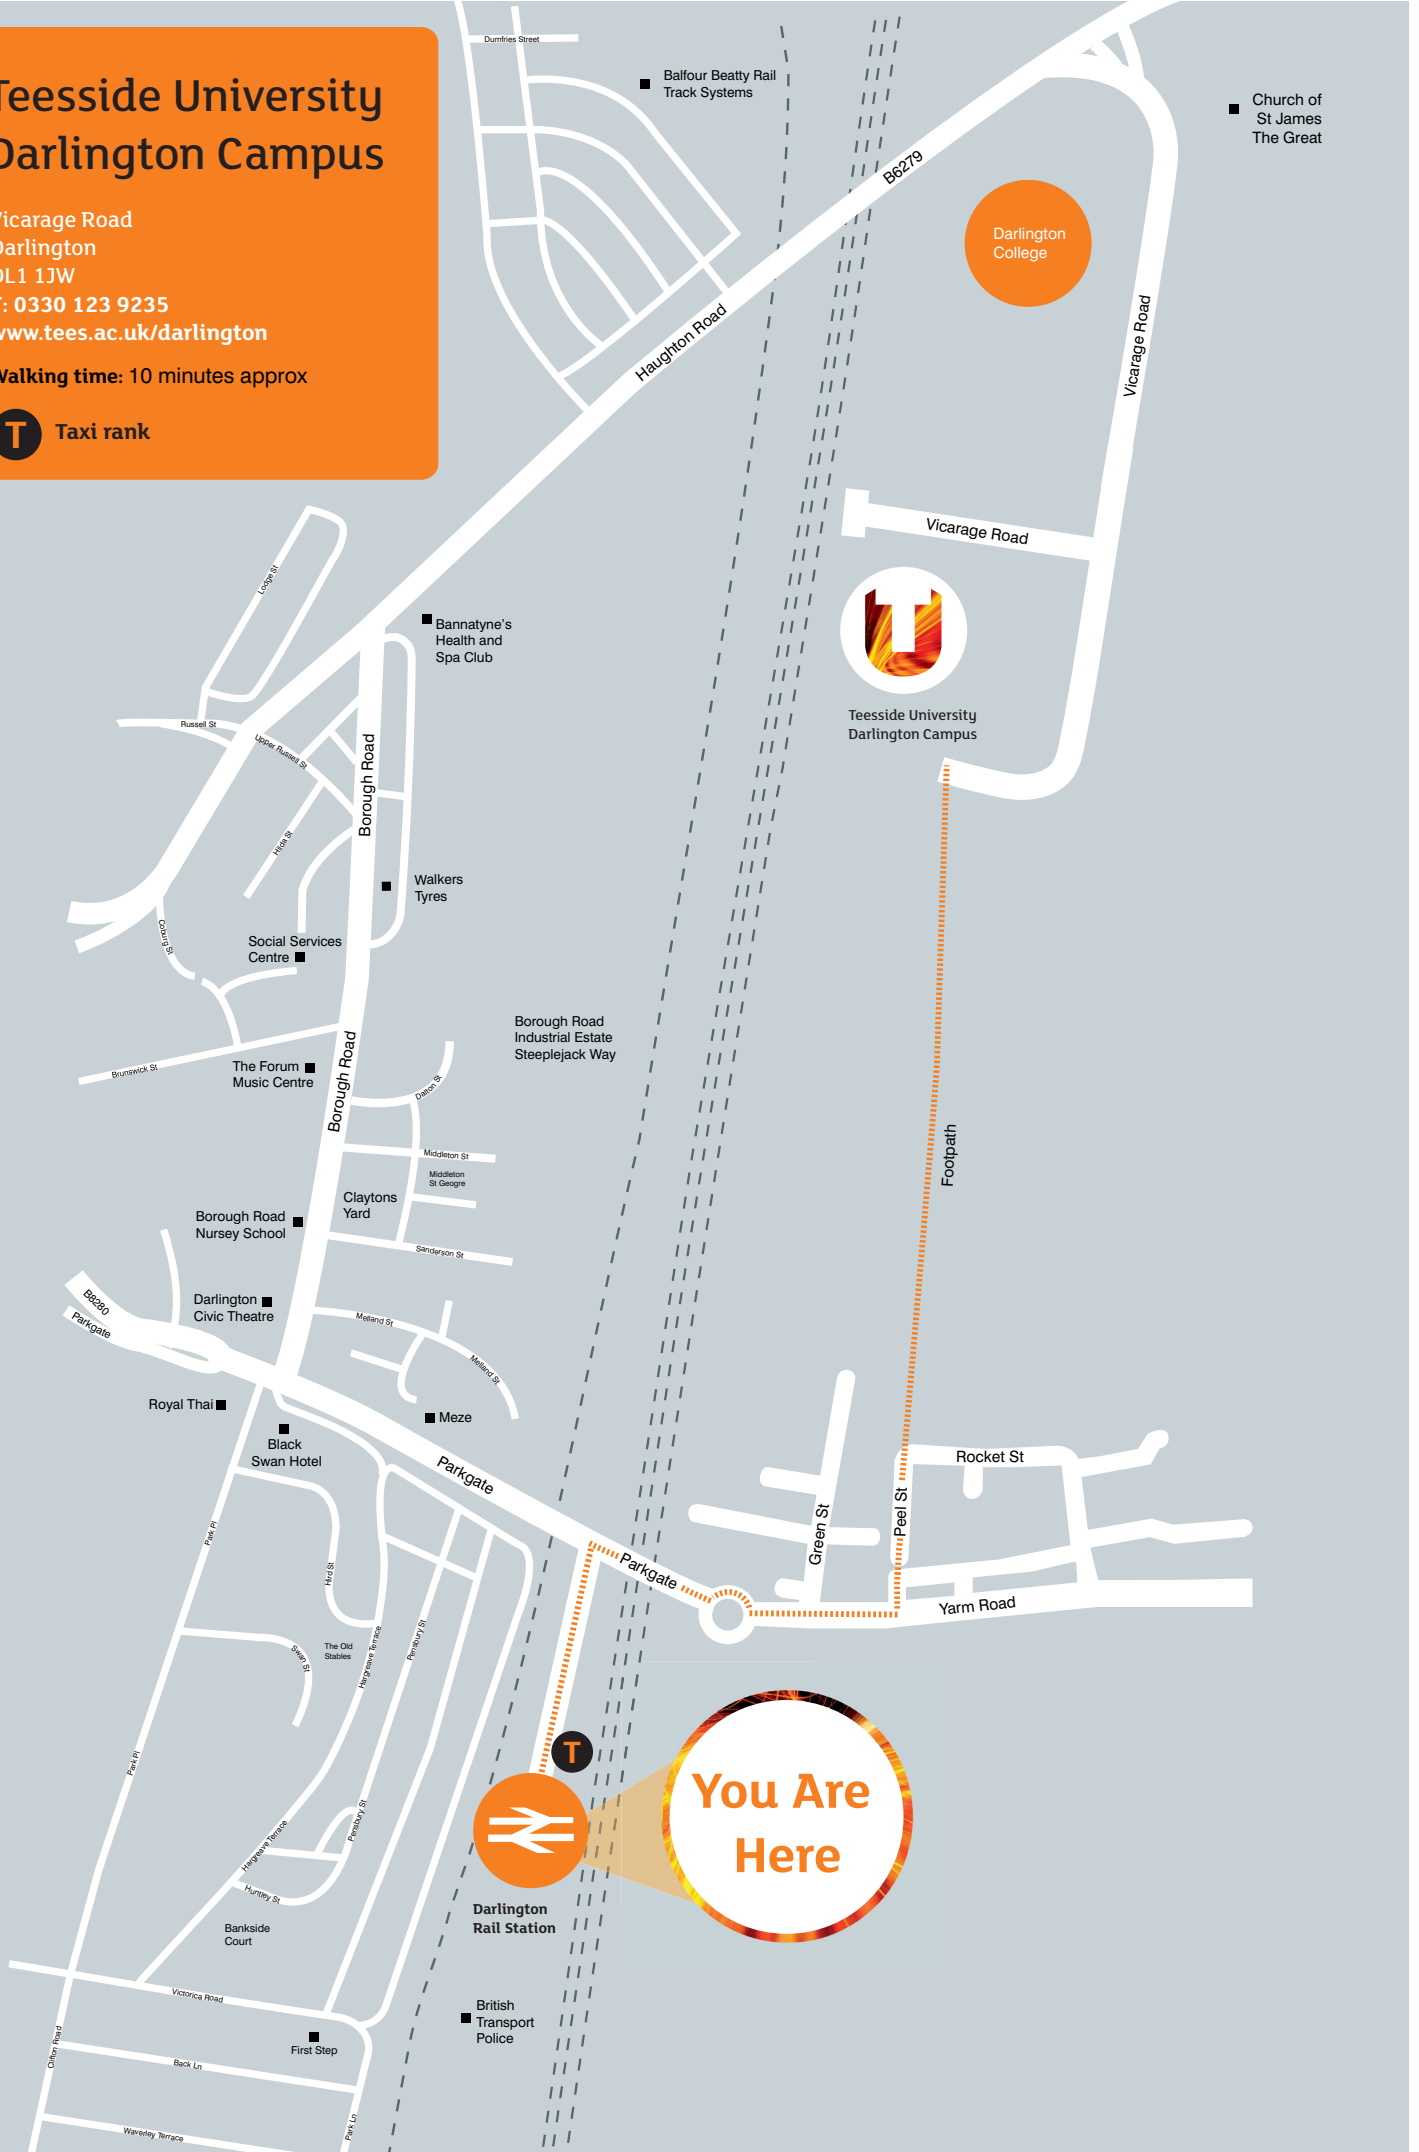 Teesside University
Darlington Campus
Vicarage Road
Darlington
DL1 1JW
T: 0330 123 9235
www.tees.ac.uk/darlington
Walking time: 10 minutes approx
T Taxi rank
Dumfries Street
Balfour Beatty Rail
Track Systems
Church of
St James
The Great
B6279
Darlington
College
Haughton Road
Vicarage Road
Vicarage Road
Lodge St
Bannatyne's
Health and
Spa Club
Teesside University
Darlington Campus
Russell St
Upper Russell St
Borough Road
Hilda St
Walkers
Tyres
Coburg St
Social Services
Centre
Borough Road
Industrial Estate
Steeplejack Way
Borough Road
Brunswick St
The Forum
Music Centre
Dalton St
Footpath
Middleton St
Middleton
St Geogre
Claytons
Yard
Borough Road
Nursey School
Sanderson St
B8280
Parkgate
Darlington
Civic Theatre
Melland St
Melland St
Royal Thai
Meze
Black
Swan Hotel
Parkgate
Rocket St
Peel St
Green St
Park Pl
Hird St
Parkgate
Yarm Road
Swan St
The Old
Stables
Hargreave Terrace
Pensbury St
Park Pl
T
You Are
Here
Pensbury St
Hargreave Terrace
Huntley St
Darlington
Rail Station
Bankside
Court
Victorica Road
British
Transport
Police
First Step
Clifton Road
Back Ln
Park Ln
Waverley Terrace